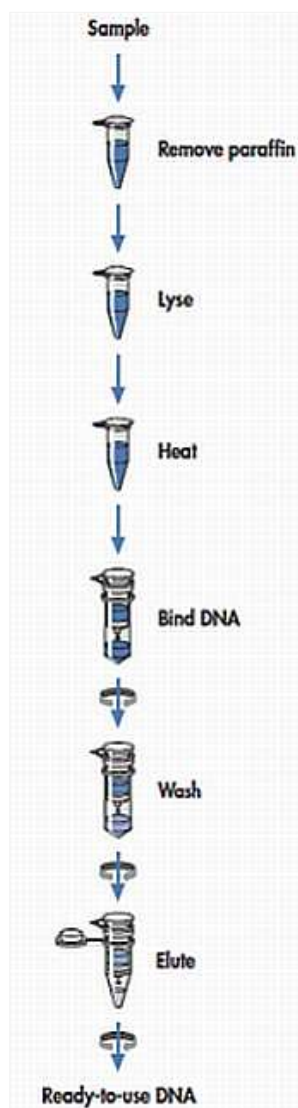 Sample
Remove paraffin
Lyse
Heat
Bind DNA
Wash
Elute
Ready-to-use DNA